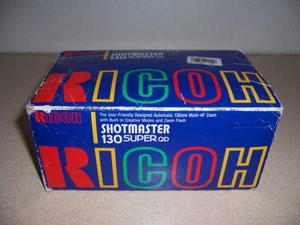 SHOTMASTER
130 SUPER QD
RICOH
RICOH
The User-Friendly Designed Automatic 130mm Multi-AF Zoom
with Built-in Creative Modes and Zoom Flash
SHOTMASTER
130 SUPER QD
RICOH